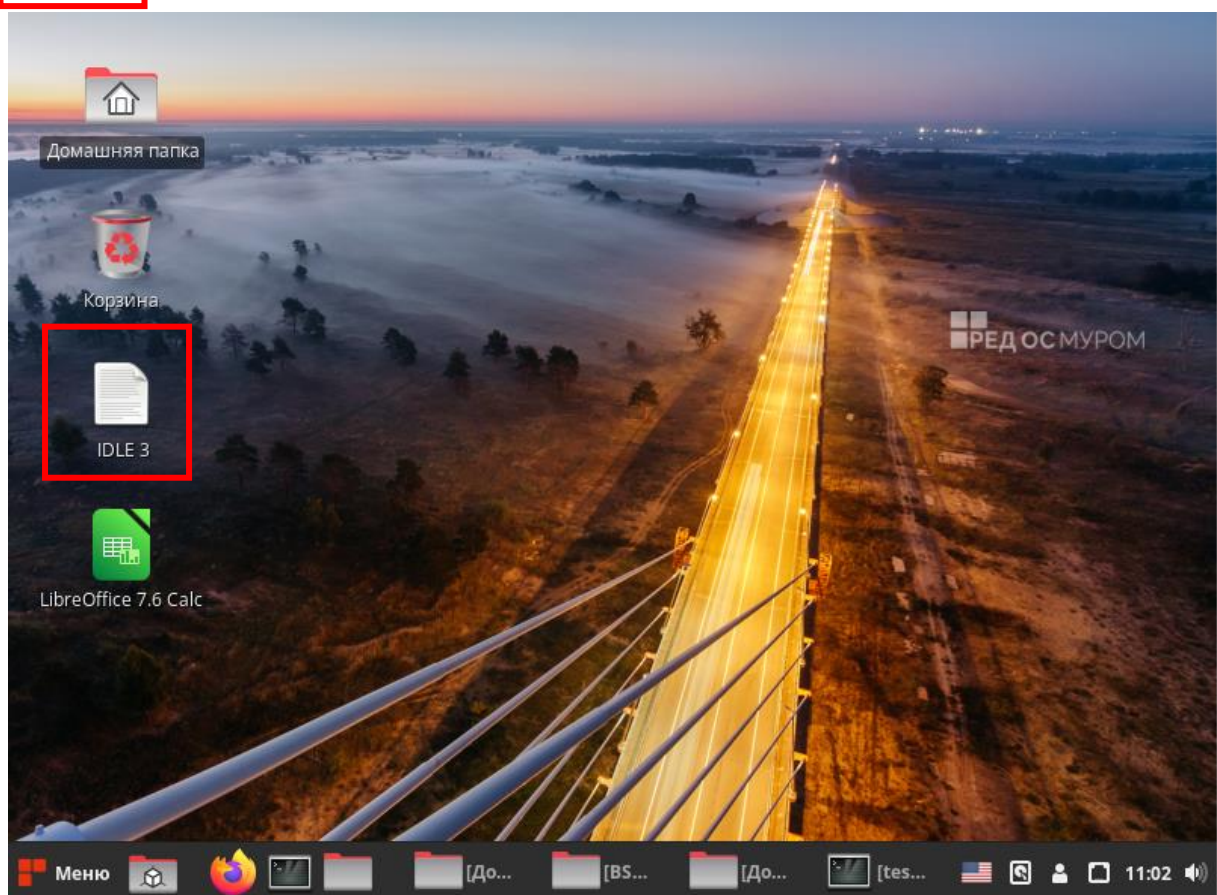 Домашняя папка
Корзина
РЕД ОС МУРОМ
IDLE 3
LibreOffice 7.6 Calc
Меню [До... [BS... [До... [tes... 11:02